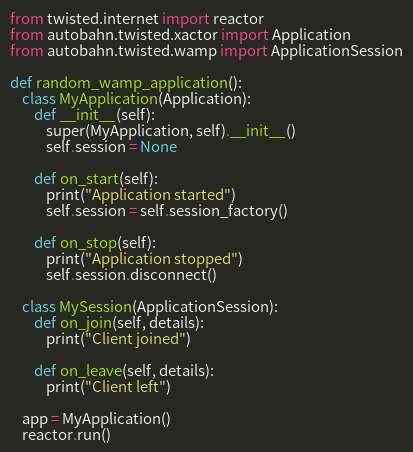 from twisted.internet import reactor
from autobahn.twisted.xactor import Application
from autobahn.twisted.wamp import ApplicationSession

def random_wamp_application():
    class MyApplication(Application):
        def __init__(self):
            super(MyApplication, self).__init__()
            self.session = None

        def on_start(self):
            print("Application started")
            self.session = self.session_factory()

        def on_stop(self):
            print("Application stopped")
            self.session.disconnect()

    class MySession(ApplicationSession):
        def on_join(self, details):
            print("Client joined")

        def on_leave(self, details):
            print("Client left")

    app = MyApplication()
    reactor.run()